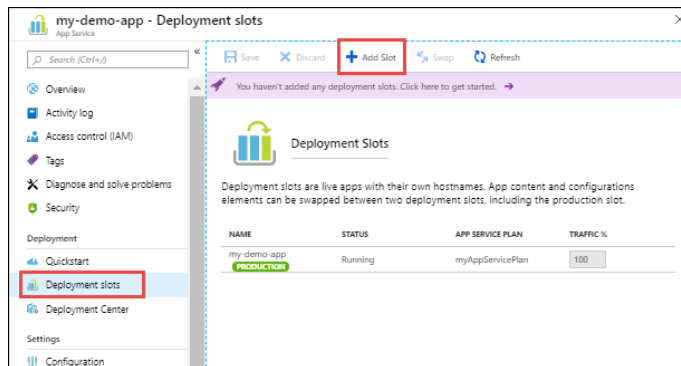 my-demo-app - Deployment slots
App Service
Search (Ctrl+/)
Overview
Activity log
Access control (IAM)
Tags
Diagnose and solve problems
Security
Deployment
Quickstart
Deployment slots
Deployment Center
Settings
Configuration
Save Discard Add Slot Swap Refresh
You haven't added any deployment slots. Click here to get started.
Deployment Slots
Deployment slots are live apps with their own hostnames. App content and configurations
elements can be swapped between two deployment slots, including the production slot.
NAME STATUS APP SERVICE PLAN TRAFFIC %
my-demo-app Running myAppServicePlan 100
PRODUCTION